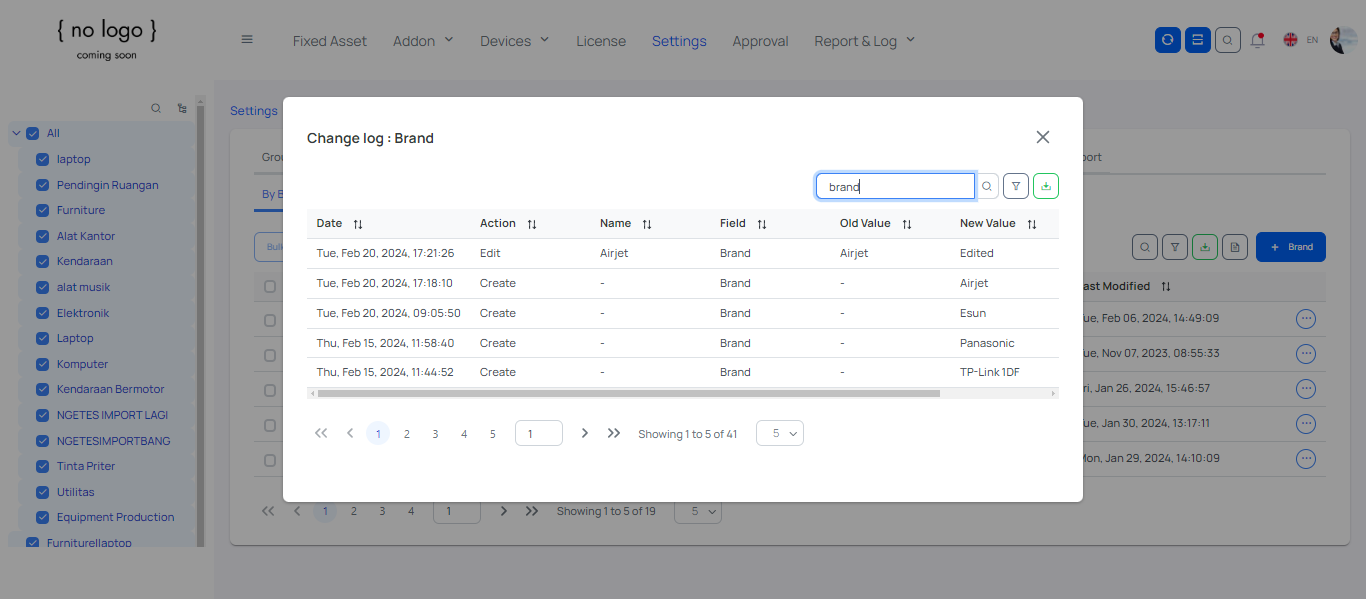 { no logo }
coming soon
Fixed Asset Addon Devices License Settings Approval Report & Log EN
All
laptop
Pendingin Ruangan
Furniture
Alat Kantor
Kendaraan
alat musik
Elektronik
Laptop
Komputer
Kendaraan Bermotor
NGETES IMPORT LAGI
NGETESIMPORTBANG
Tinta Priter
Utilitas
Equipment Production
Furniturellaptop
Settings
By B
Brand
ast Modified
ue, Feb 06, 2024, 14:49:09
ue, Nov 07, 2023, 08:55:33
ri, Jan 26, 2024, 15:46:57
ue, Jan 30, 2024, 13:17:11
Mon, Jan 29, 2024, 14:10:09
1 2 3 4 1 Showing 1 to 5 of 19 5
Change log : Brand
brand
Date Action Name Field Old Value New Value
Tue, Feb 20, 2024, 17:21:26 Edit Airjet Brand Airjet Edited
Tue, Feb 20, 2024, 17:18:10 Create - Brand - Airjet
Tue, Feb 20, 2024, 09:05:50 Create - Brand - Esun
Thu, Feb 15, 2024, 11:58:40 Create - Brand - Panasonic
Thu, Feb 15, 2024, 11:44:52 Create - Brand - TP-Link 1DF
1 2 3 4 5 1 Showing 1 to 5 of 41 5